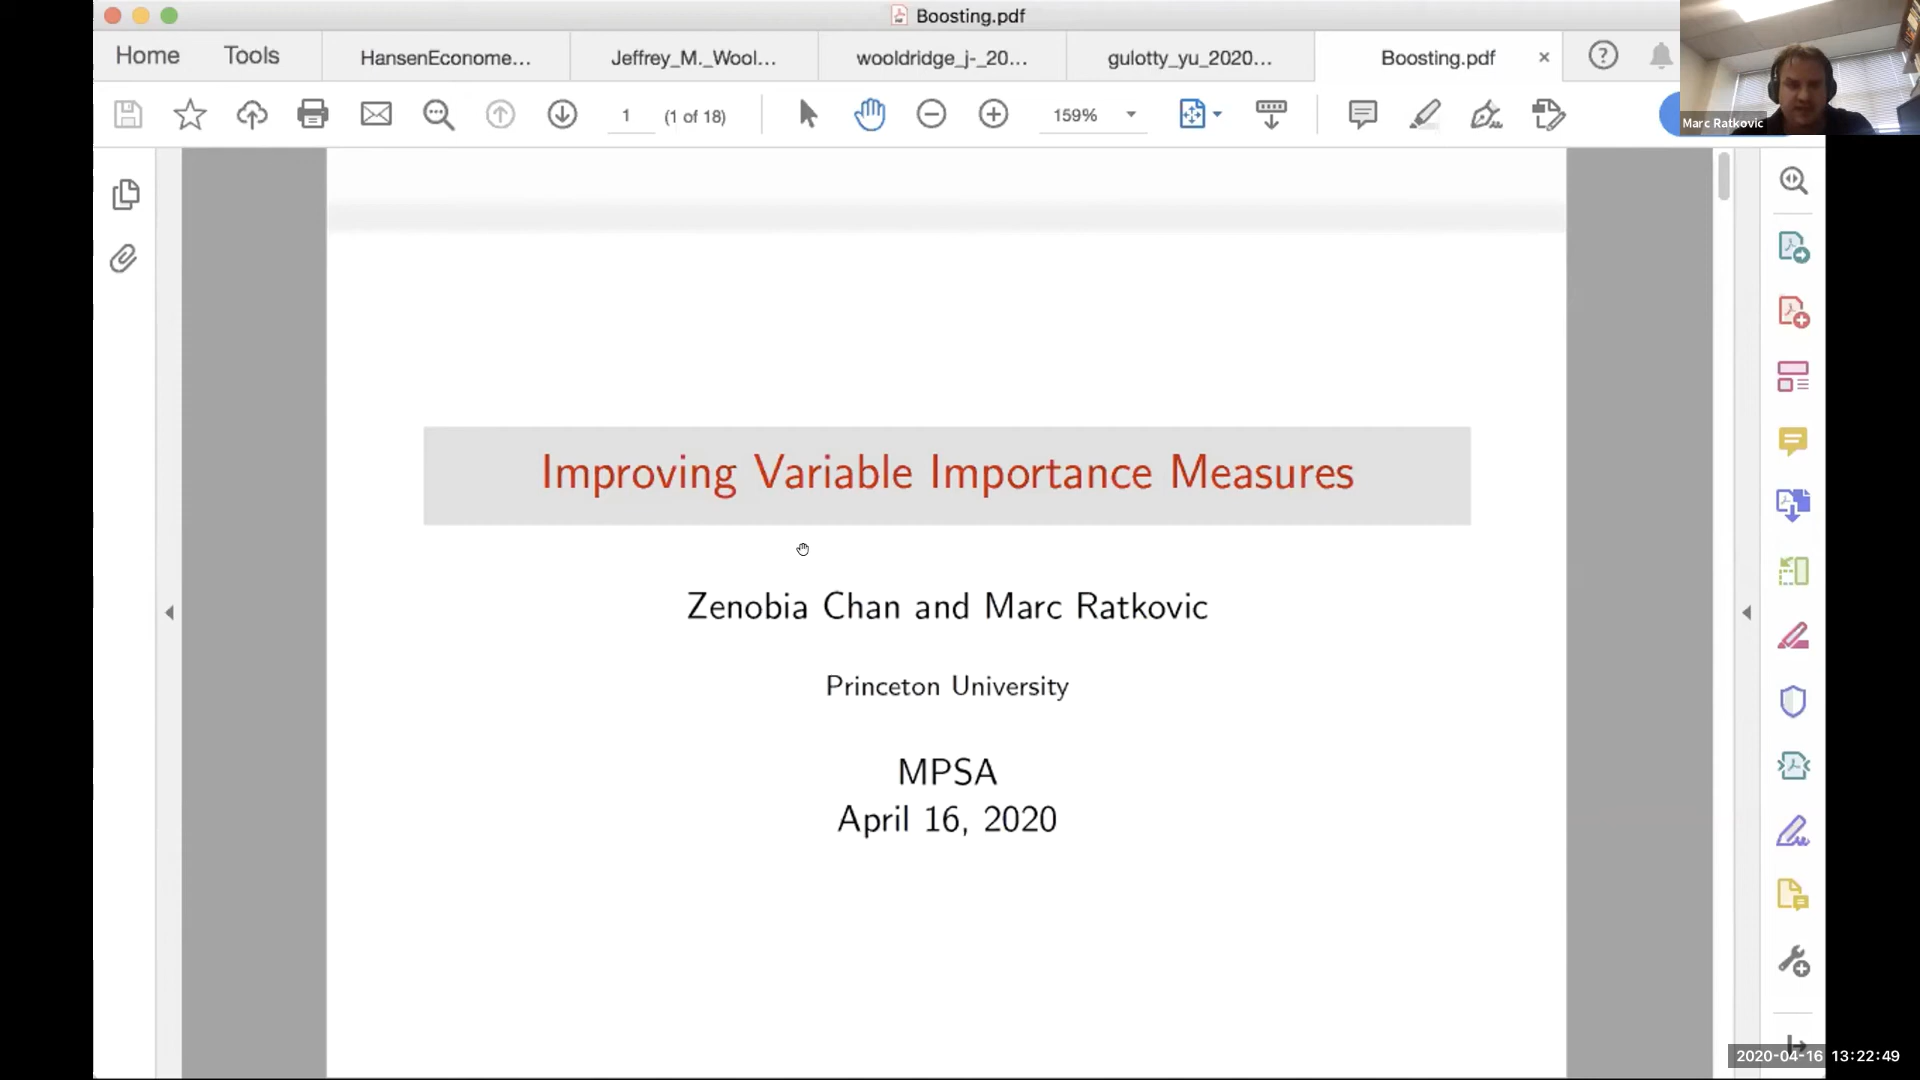 Boosting.pdf
Home Tools HansenEconome... Jeffrey_M._Wool... wooldridge_j-_20... gulotty_yu_2020... Boosting.pdf ×
1 (1 of 18) 159%
Marc Ratkovic
Improving Variable Importance Measures
Zenobia Chan and Marc Ratkovic
Princeton University
MPSA
April 16, 2020
2020-04-16 13:22:49